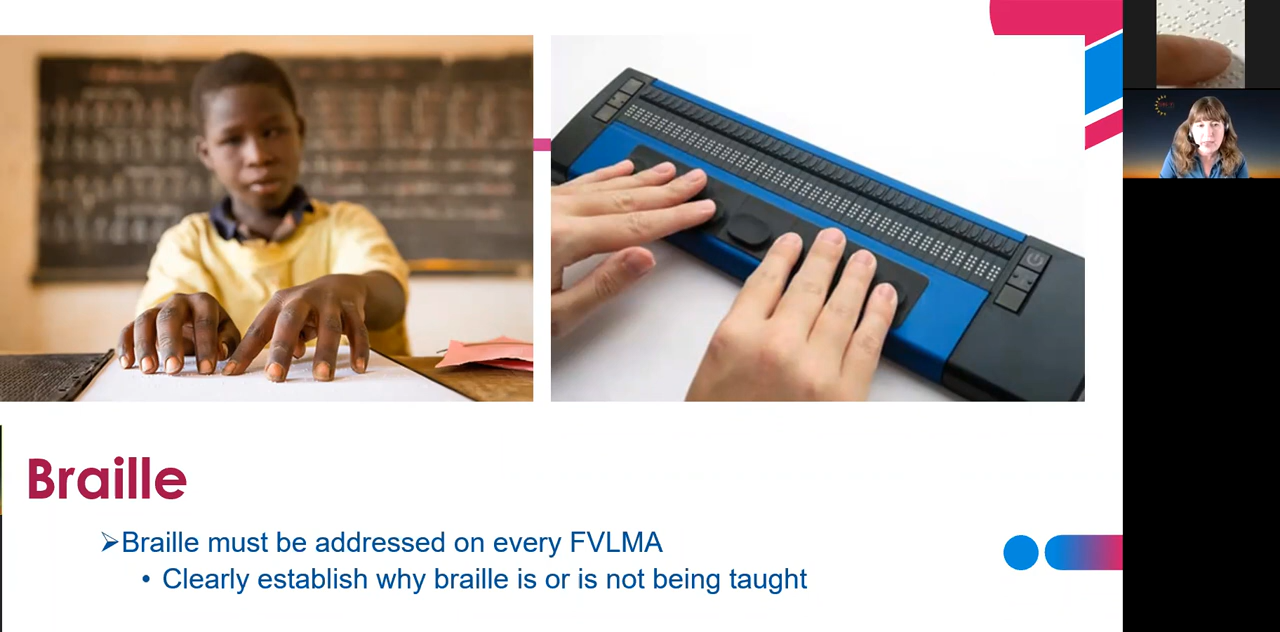 Braille
➢Braille must be addressed on every FVLMA
• Clearly establish why braille is or is not being taught